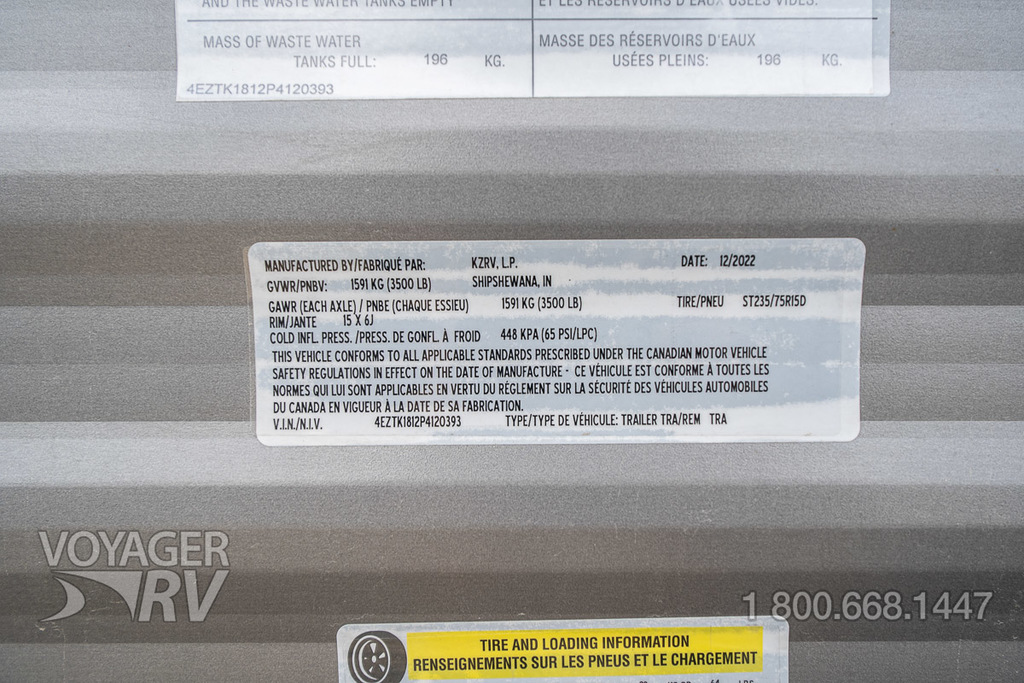 AND THE WASTE WATER TANKS EMPTY
ET LES RÉSERVOIRS D'EAUX USÉES VIDES.
MASS OF WASTE WATER
TANKS FULL: 196 KG.
MASSE DES RÉSERVOIRS D'EAUX
USÉES PLEINS: 196 KG.
4EZTK1812P4120393
MANUFACTURED BY/FABRIQUÉ PAR: KZRV, L.P. DATE: 12/2022
GVWR/PNBV: 1591 KG (3500 LB) SHIPSHEWANA, IN
GAWR (EACH AXLE) / PNBE (CHAQUE ESSIEU) 1591 KG (3500 LB) TIRE/PNEU ST235/75R15D
RIM/JANTE 15 X 6J
COLD INFL. PRESS. /PRESS. DE GONFL. À FROID 448 KPA (65 PSI/LPC)
THIS VEHICLE CONFORMS TO ALL APPLICABLE STANDARDS PRESCRIBED UNDER THE CANADIAN MOTOR VEHICLE
SAFETY REGULATIONS IN EFFECT ON THE DATE OF MANUFACTURE - CE VÉHICULE EST CONFORME À TOUTES LES
NORMES QUI LUI SONT APPLICABLES EN VERTU DU RÉGLEMENT SUR LA SÉCURITÉ DES VÉHICULES AUTOMOBILES
DU CANADA EN VIGUEUR À LA DATE DE SA FABRICATION.
V.I.N./N.I.V. 4EZTK1812P4120393 TYPE/TYPE DE VÉHICULE: TRAILER TRA/REM TRA
VOYAGER
RV
1 800.668.1447
TIRE AND LOADING INFORMATION
RENSEIGNEMENTS SUR LES PNEUS ET LE CHARGEMENT